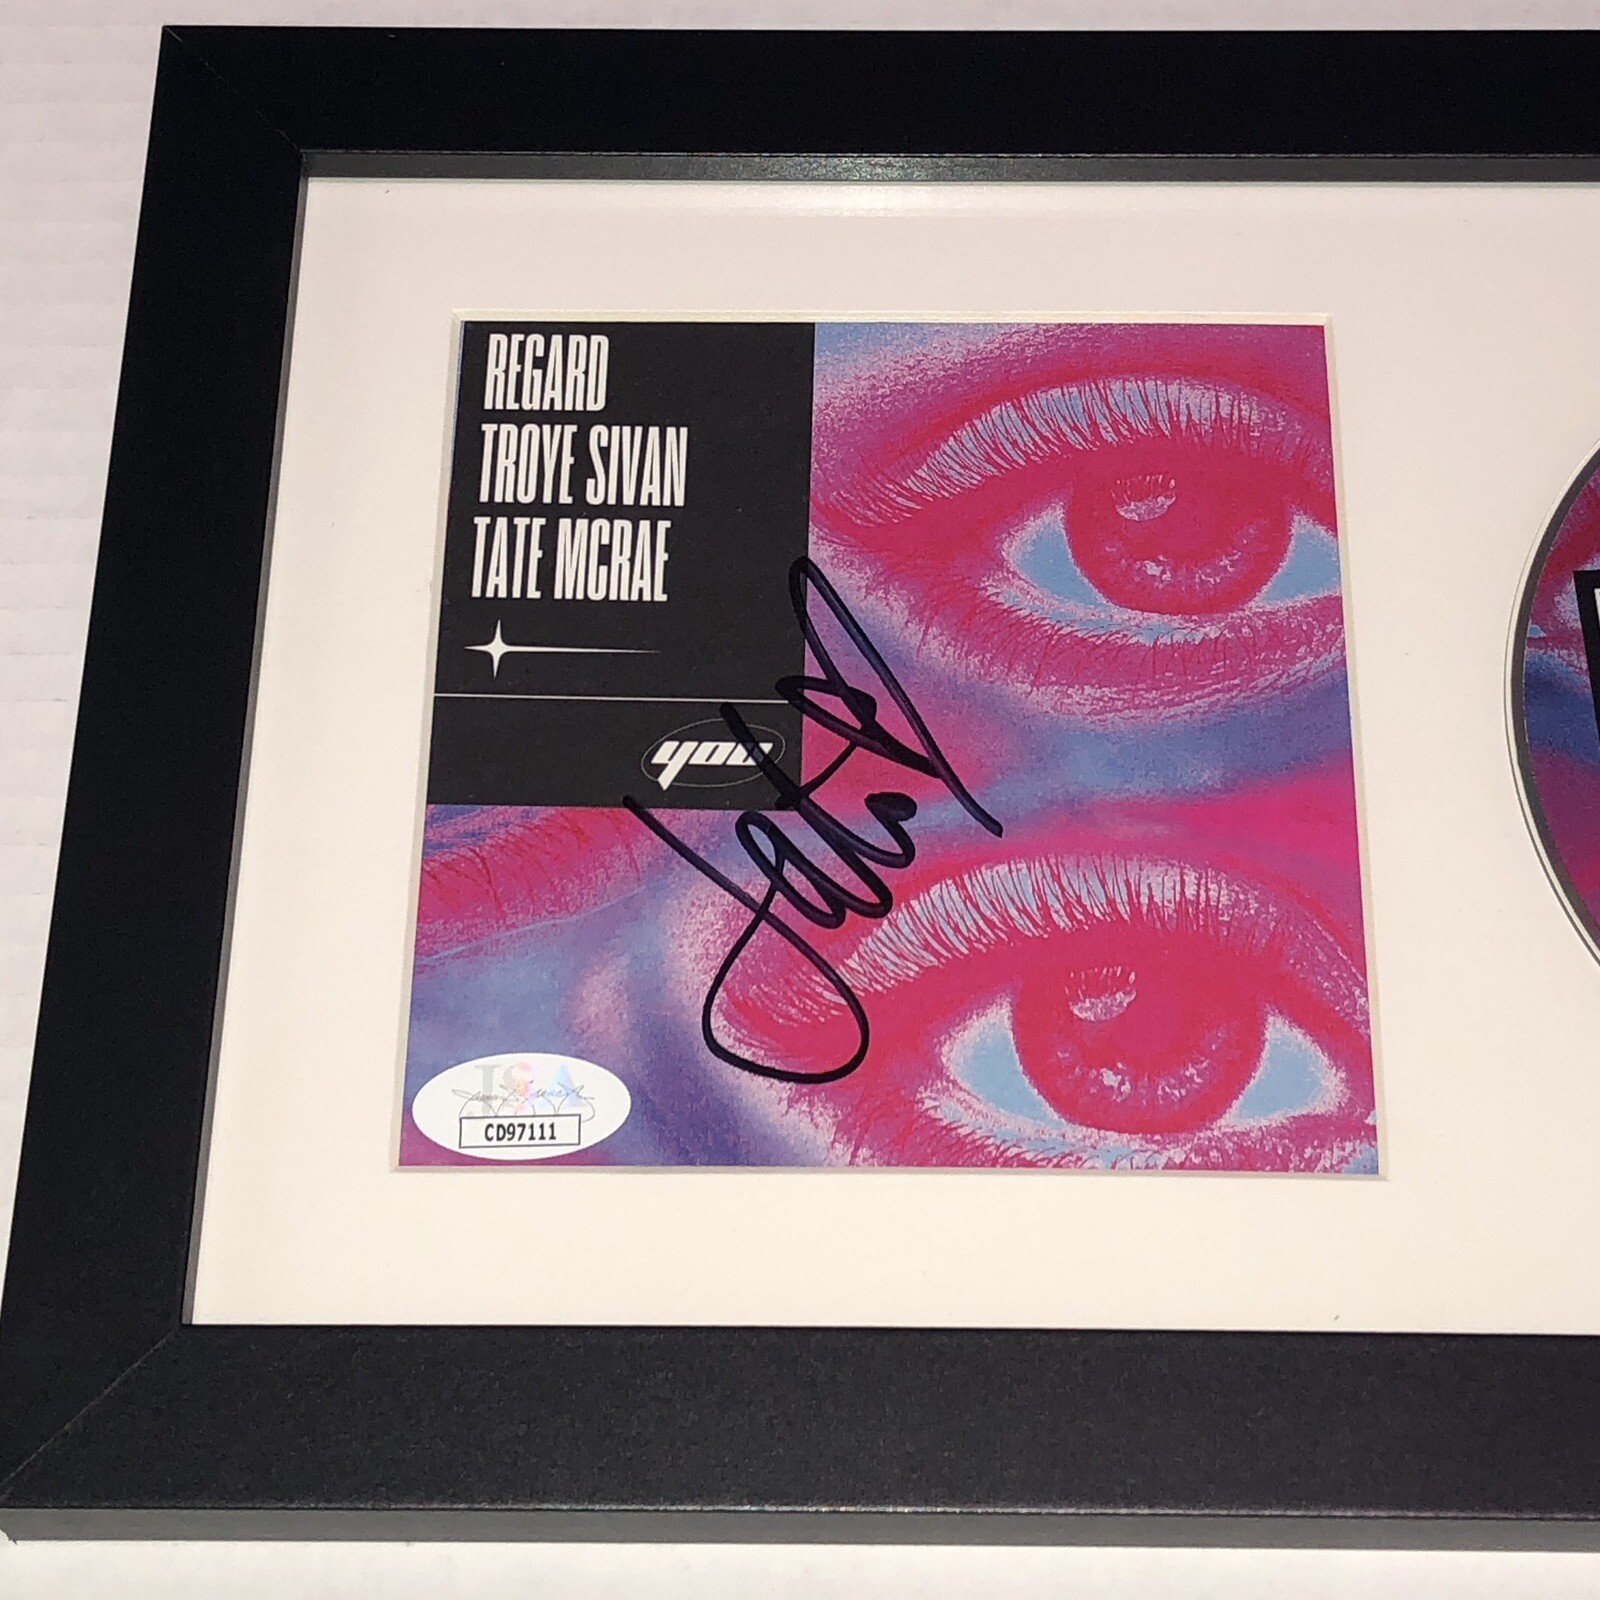 REGARD
TROYE SIVAN
TATE MCRAE
you
JSA
CD97111